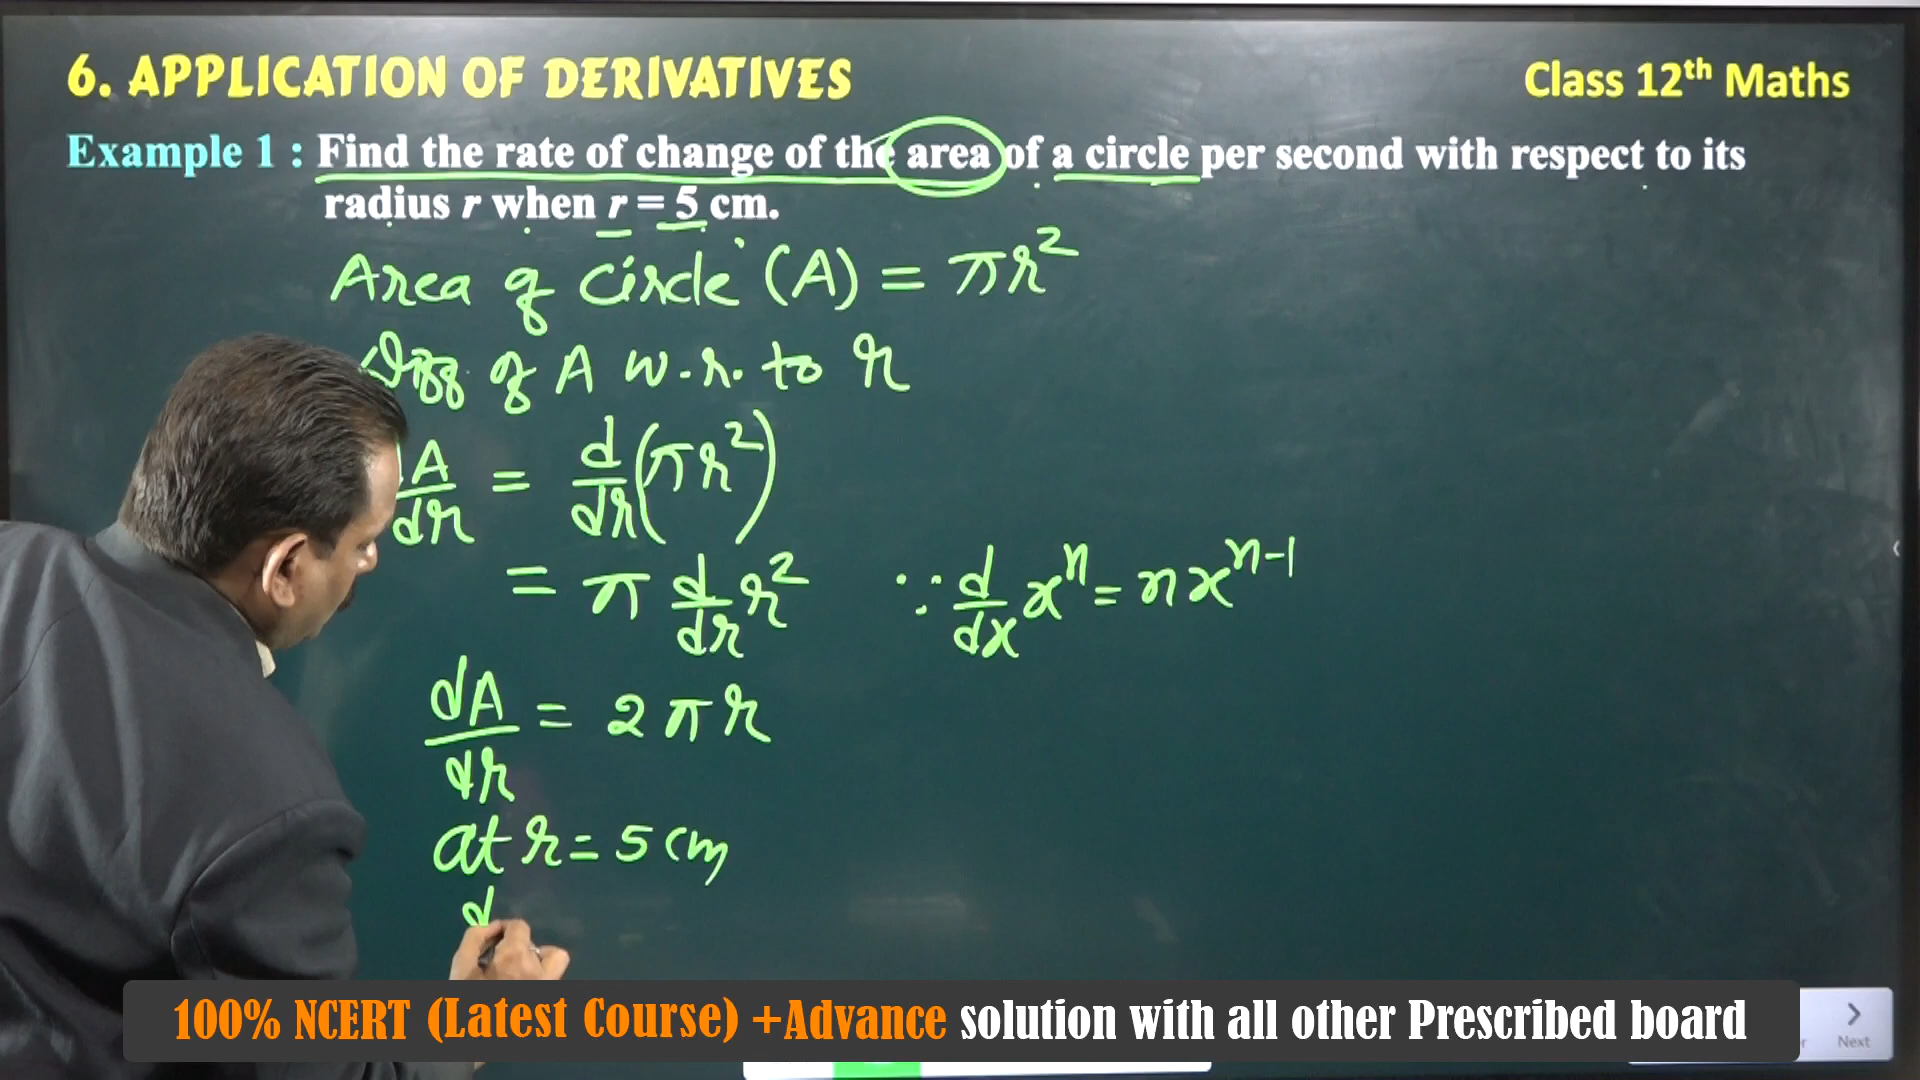 6. APPLICATION OF DERIVATIVES
Class 12th Maths
Example 1 : Find the rate of change of the area of a circle per second with respect to its
radius r when r = 5 cm.
Area of circle (A) = πr²
Diff of A w.r. to r
dA/dr = d/dr (πr²)
= π d/dr r² ∵ d/dx xⁿ = nxⁿ⁻¹
dA/dr = 2πr
at r = 5 cm
d
100% NCERT (Latest Course) +Advance solution with all other Prescribed board
Next